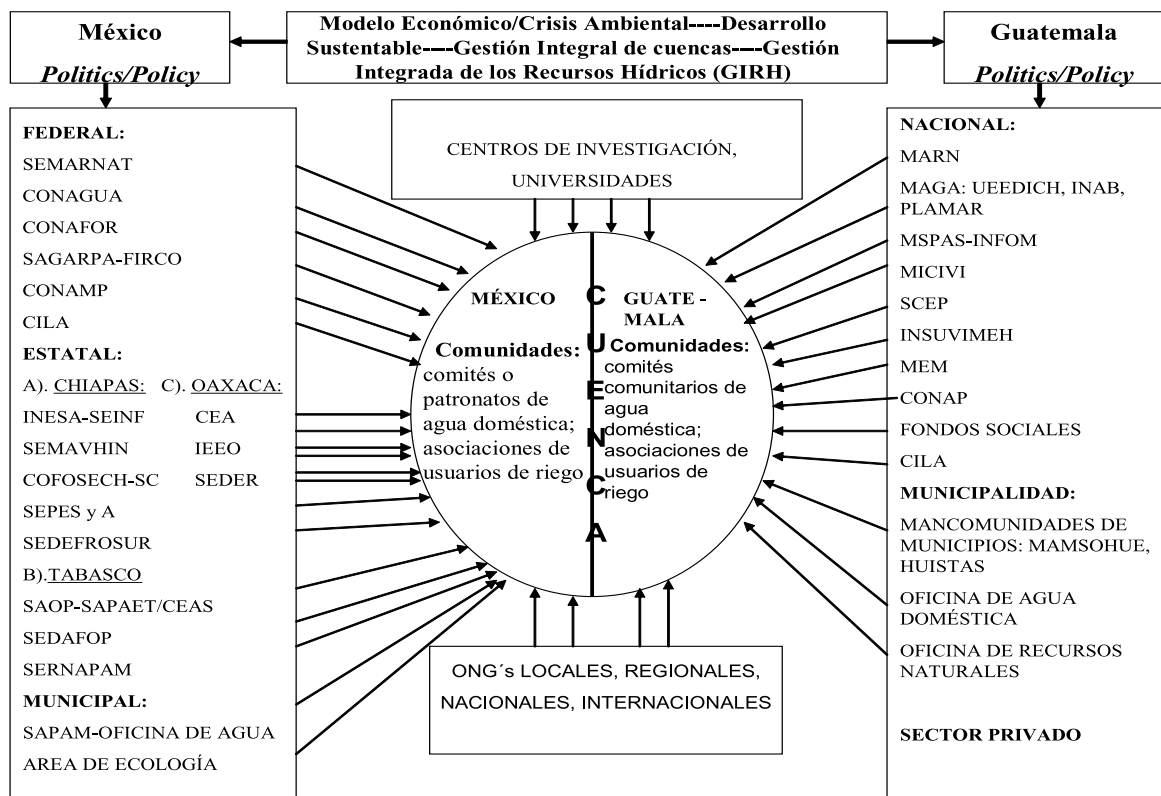 México
Politics/Policy
Modelo Económico/Crisis Ambiental----Desarrollo
Sustentable----Gestión Integral de cuencas----Gestión
Integrada de los Recursos Hídricos (GIRH)
Guatemala
Politics/Policy
FEDERAL:
SEMARNAT
CONAGUA
CONAFOR
SAGARPA-FIRCO
CONAMP
CILA
ESTATAL:
A). CHIAPAS: C). OAXACA:
INESA-SEINF CEA
SEMAVHIN IEEO
COFOSECH-SC SEDER
SEPES y A
SEDEFROSUR
B).TABASCO
SAOP-SAPAET/CEAS
SEDAFOP
SERNAPAM
MUNICIPAL:
SAPAM-OFICINA DE AGUA
AREA DE ECOLOGÍA
CENTROS DE INVESTIGACIÓN,
UNIVERSIDADES
MÉXICO
Comunidades:
comités o
patronatos de
agua doméstica;
asociaciones de
usuarios de riego
C
U
E
N
C
A
GUATE -
MALA
Comunidades:
comités
comunitarios de
agua
doméstica;
asociaciones de
usuarios de
riego
ONG´s LOCALES, REGIONALES,
NACIONALES, INTERNACIONALES
NACIONAL:
MARN
MAGA: UEEDICH, INAB,
PLAMAR
MSPAS-INFOM
MICIVI
SCEP
INSUVIMEH
MEM
CONAP
FONDOS SOCIALES
CILA
MUNICIPALIDAD:
MANCOMUNIDADES DE
MUNICIPIOS: MAMSOHUE,
HUISTAS
OFICINA DE AGUA
DOMÉSTICA
OFICINA DE RECURSOS
NATURALES
SECTOR PRIVADO